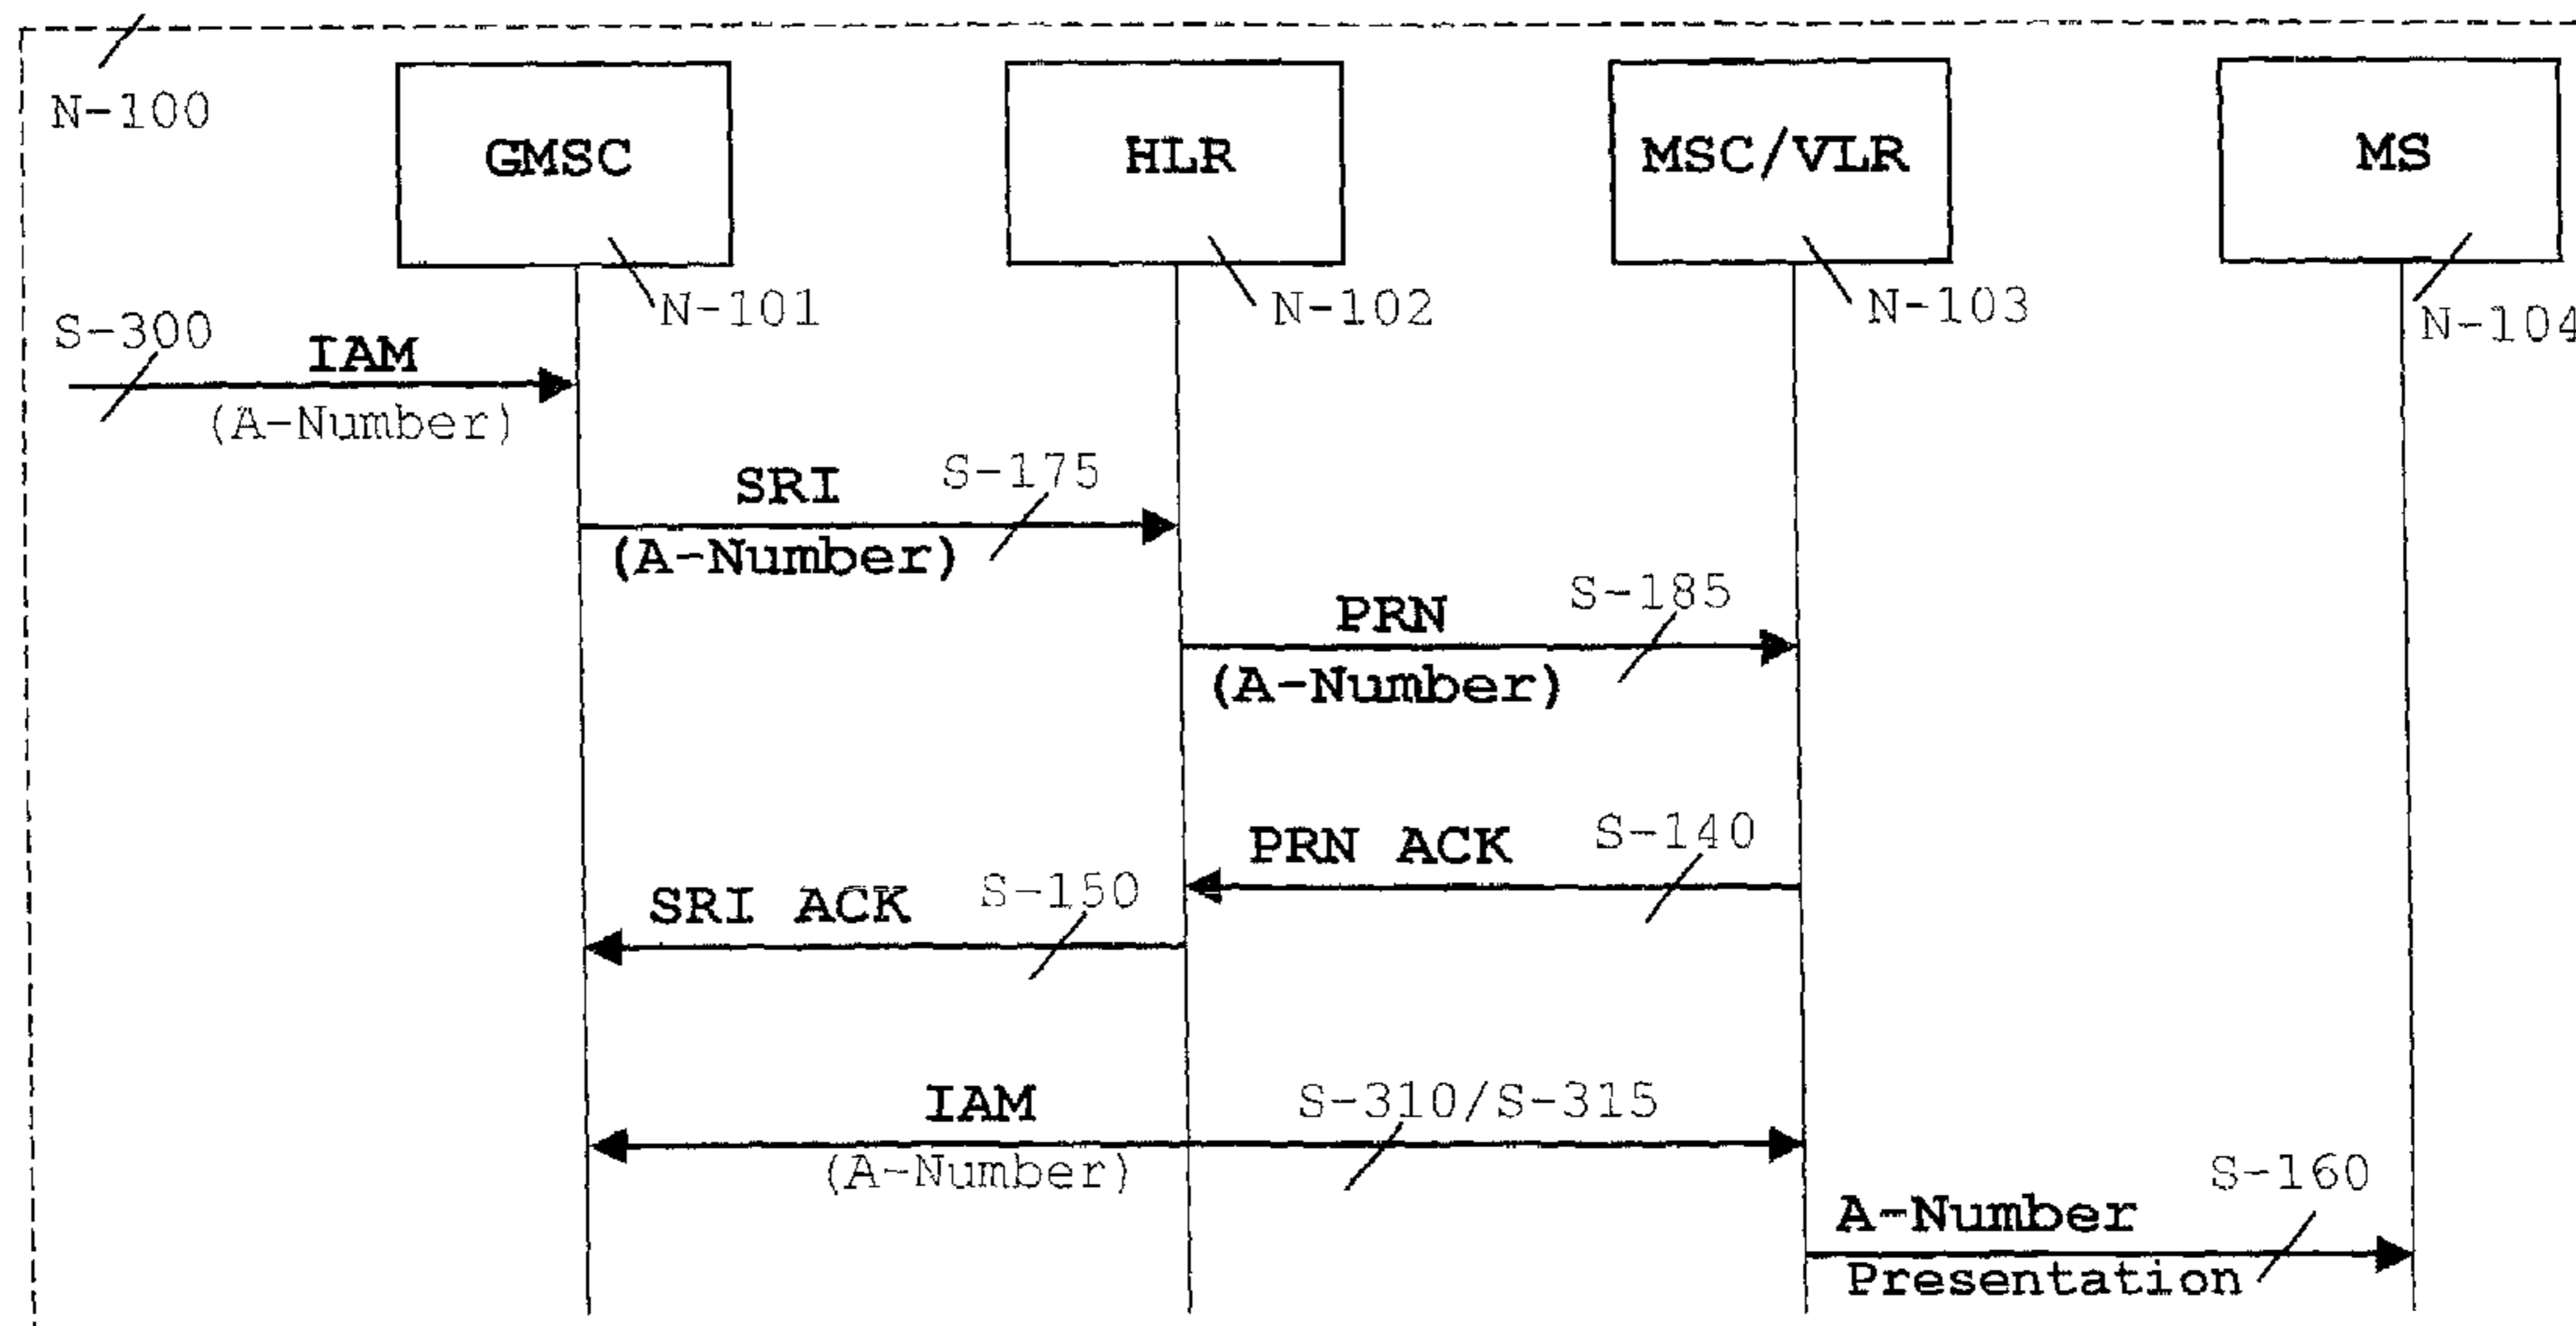 N-100
GMSC
HLR
MSC/VLR
MS
N-101
N-102
N-103
N-104
S-300
IAM
(A-Number)
SRI
S-175
(A-Number)
PRN
S-185
(A-Number)
PRN ACK
S-140
SRI ACK
S-150
IAM
S-310/S-315
(A-Number)
S-160
A-Number
Presentation